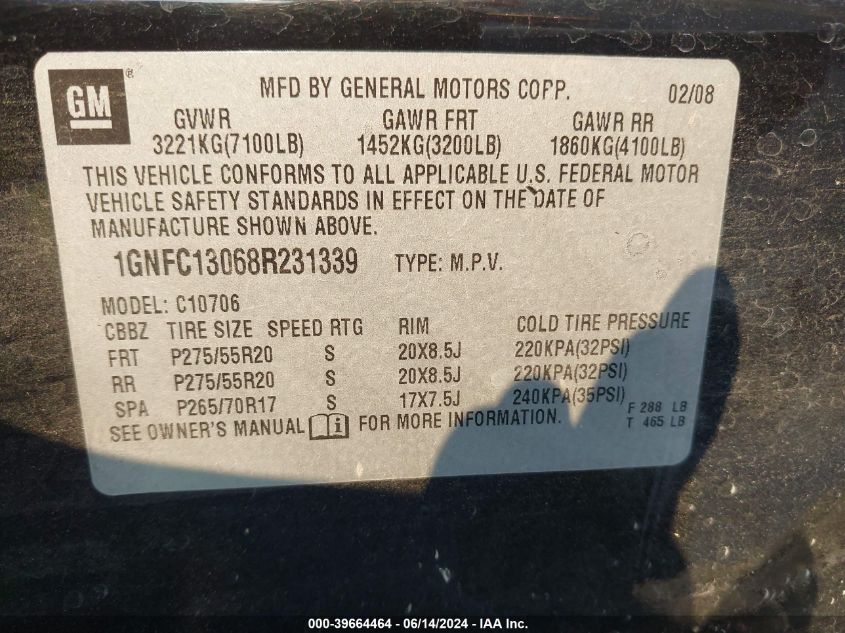 GM ® MFD BY GENERAL MOTORS CORP. 02/08
GVWR GAWR FRT GAWR RR
3221KG(7100LB) 1452KG(3200LB) 1860KG(4100LB)
THIS VEHICLE CONFORMS TO ALL APPLICABLE U.S. FEDERAL MOTOR
VEHICLE SAFETY STANDARDS IN EFFECT ON THE DATE OF
MANUFACTURE SHOWN ABOVE.
1GNFC13068R231339 TYPE: M.P.V.
MODEL: C10706
CBBZ TIRE SIZE SPEED RTG RIM COLD TIRE PRESSURE
FRT P275/55R20 S 20X8.5J 220KPA(32PSI)
RR P275/55R20 S 20X8.5J 220KPA(32PSI)
SPA P265/70R17 S 17X7.5J 240KPA(35PSI) F 288 LB
SEE OWNER'S MANUAL FOR MORE INFORMATION. T 465 LB
000-39664464 - 06/14/2024 - IAA Inc.